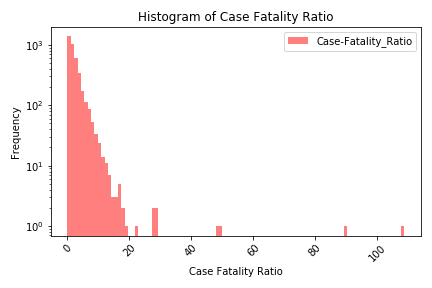 Histogram of Case Fatality Ratio
Case-Fatality_Ratio
10³
10²
10¹
10⁰
Frequency
0
20
40
60
80
100
Case Fatality Ratio